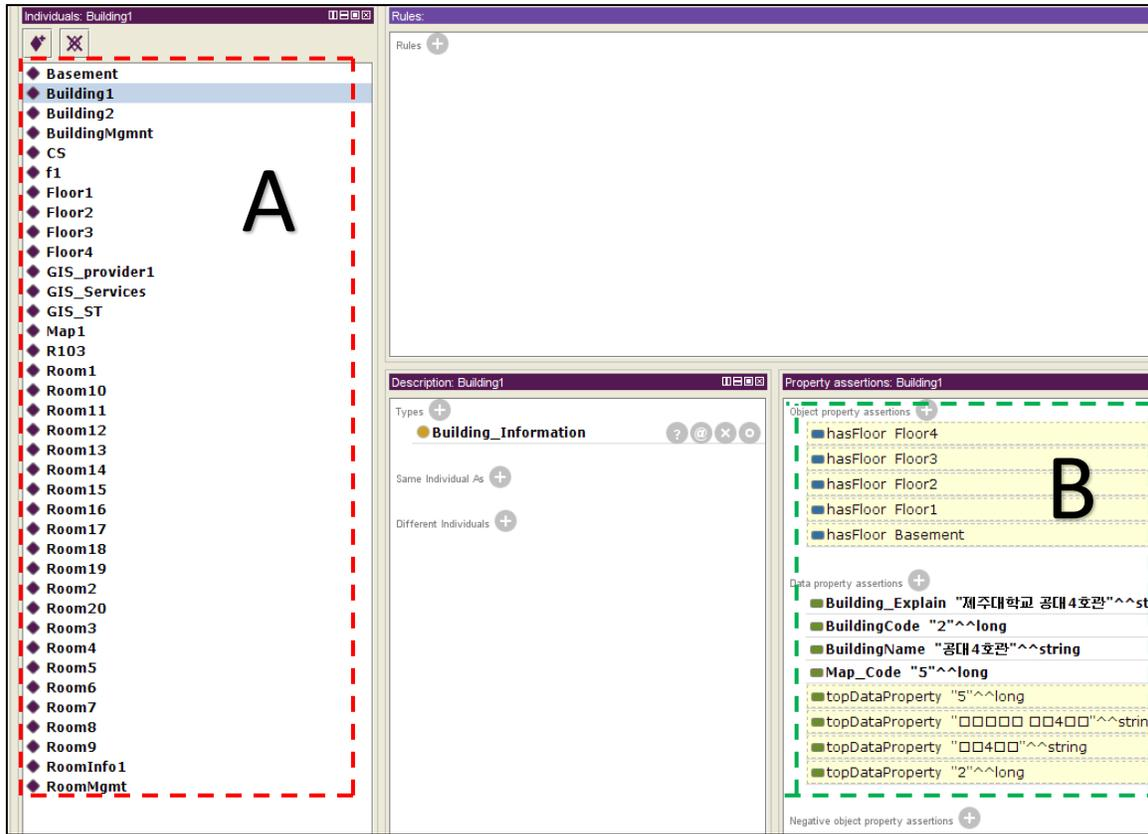 Individuals: Building1
Basement
Building1
Building2
BuildingMgmnt
CS
f1
Floor1
Floor2
Floor3
Floor4
GIS_provider1
GIS_Services
GIS_ST
Map1
R103
Room1
Room10
Room11
Room12
Room13
Room14
Room15
Room16
Room17
Room18
Room19
Room2
Room20
Room3
Room4
Room5
Room6
Room7
Room8
Room9
RoomInfo1
RoomMgmt
A
Rules:
Rules
Description: Building1
Types
Building_Information
Same Individual As
Different Individuals
Property assertions: Building1
Object property assertions
hasFloor Floor4
hasFloor Floor3
hasFloor Floor2
hasFloor Floor1
hasFloor Basement
B
Data property assertions
Building_Explain "제주대학교 공대4호관"^^st
BuildingCode "2"^^long
BuildingName "공대4호관"^^string
Map_Code "5"^^long
topDataProperty "5"^^long
topDataProperty "□□□□□ □□4□□"^^strin
topDataProperty "□□4□□"^^string
topDataProperty "2"^^long
Negative object property assertions